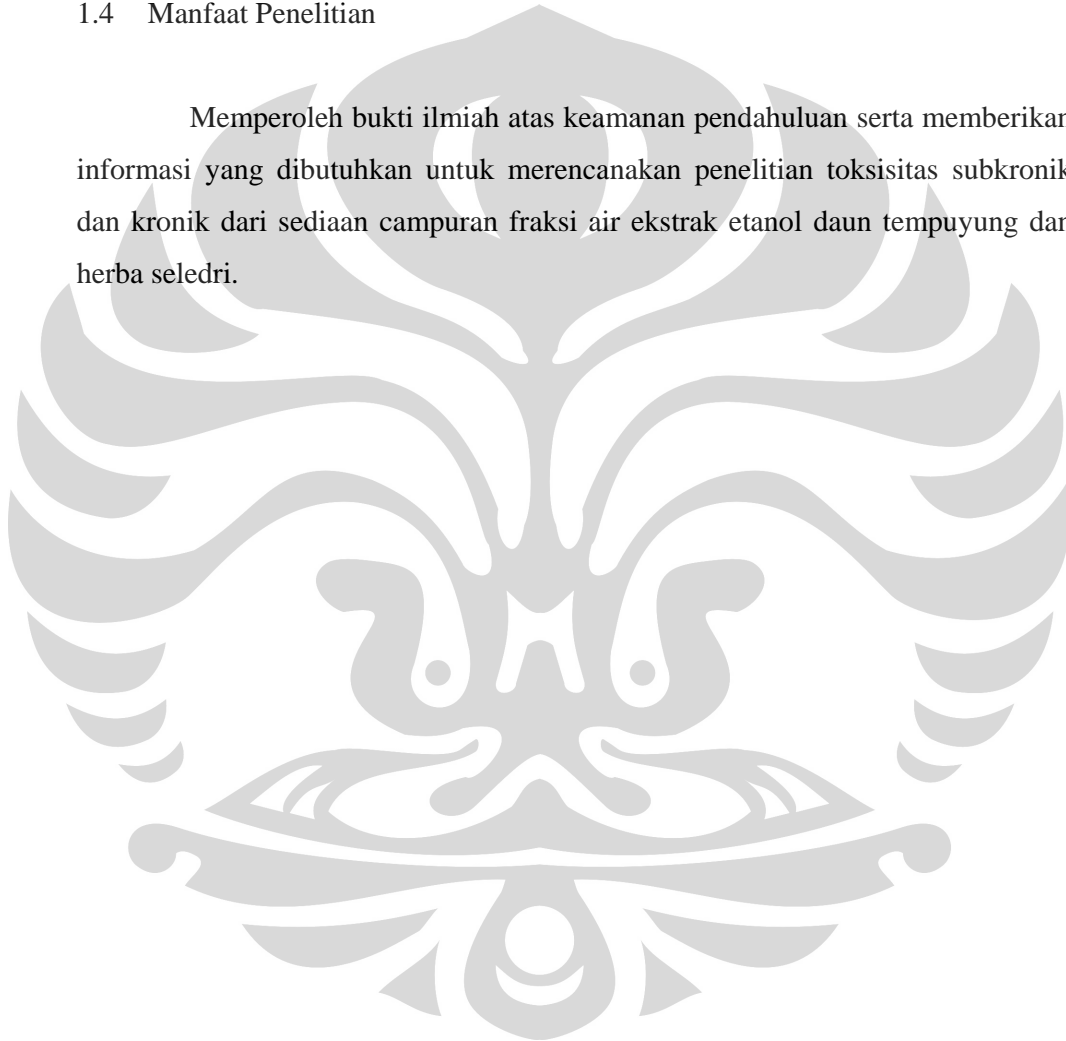 1.4 Manfaat Penelitian
Memperoleh bukti ilmiah atas keamanan pendahuluan serta memberikan
informasi yang dibutuhkan untuk merencanakan penelitian toksisitas subkronik
dan kronik dari sediaan campuran fraksi air ekstrak etanol daun tempuyung dan
herba seledri.